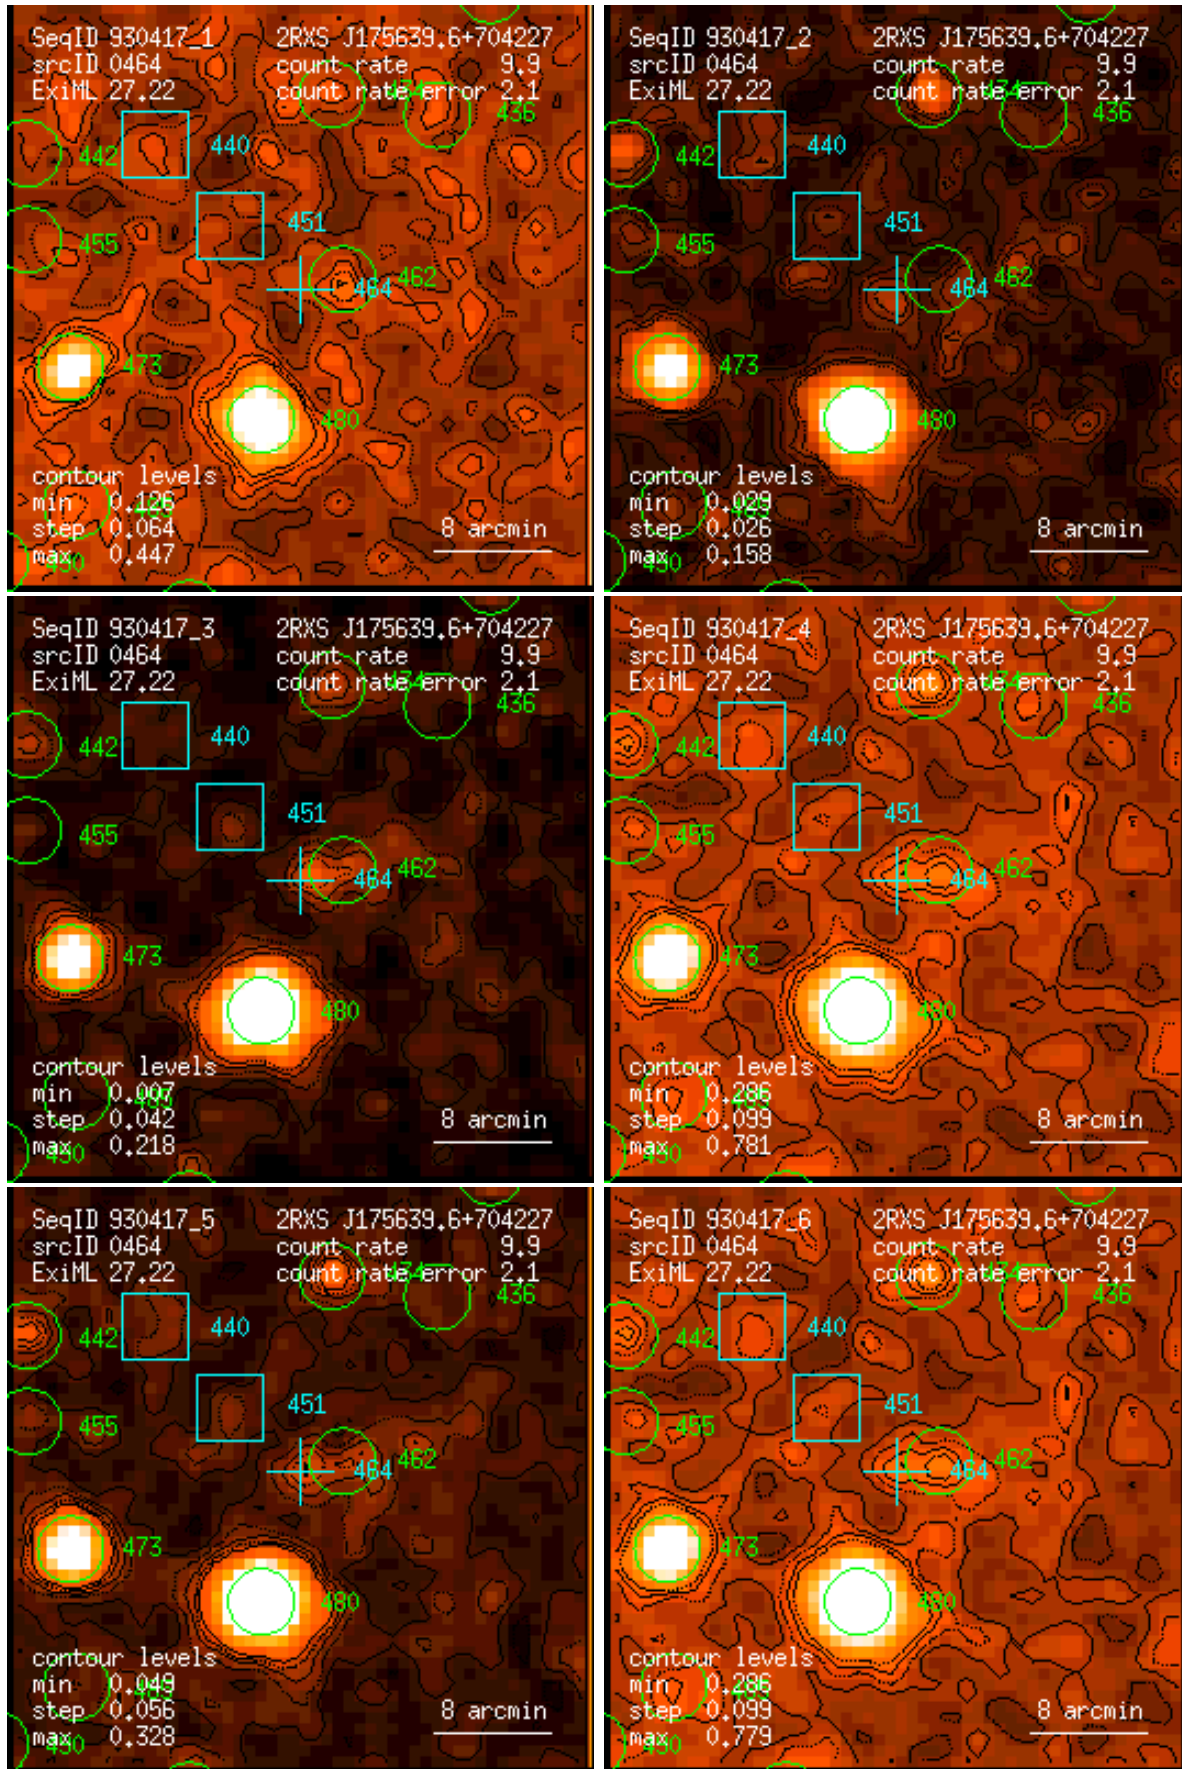 SeqID 930417_1 2RXS J175639.6+704227
srcID 0464 count rate 9.9
ExiML 27.22 count rate error 2.1
436
442 440
451
455
462
464
473
480
contour levels
min 0.126
step 0.064
max 0.447
490
8 arcmin
SeqID 930417_2 2RXS J175639.6+704227
srcID 0464 count rate 9.9
ExiML 27.22 count rate error 2.1
436
442 440
451
455
462
464
473
480
contour levels
min 0.029
step 0.026
max 0.158
490
8 arcmin
SeqID 930417_3 2RXS J175639.6+704227
srcID 0464 count rate 9.9
ExiML 27.22 count rate error 2.1
436
442 440
451
455
462
464
473
480
contour levels
min 0.007
step 0.042
max 0.218
490
8 arcmin
SeqID 930417_4 2RXS J175639.6+704227
srcID 0464 count rate 9.9
ExiML 27.22 count rate error 2.1
436
442 440
451
455
462
464
473
480
contour levels
min 0.286
step 0.099
max 0.781
490
8 arcmin
SeqID 930417_5 2RXS J175639.6+704227
srcID 0464 count rate 9.9
ExiML 27.22 count rate error 2.1
436
442 440
451
455
462
464
473
480
contour levels
min 0.049
step 0.056
max 0.328
490
8 arcmin
SeqID 930417_6 2RXS J175639.6+704227
srcID 0464 count rate 9.9
ExiML 27.22 count rate error 2.1
436
442 440
451
455
462
464
473
480
contour levels
min 0.286
step 0.099
max 0.779
490
8 arcmin